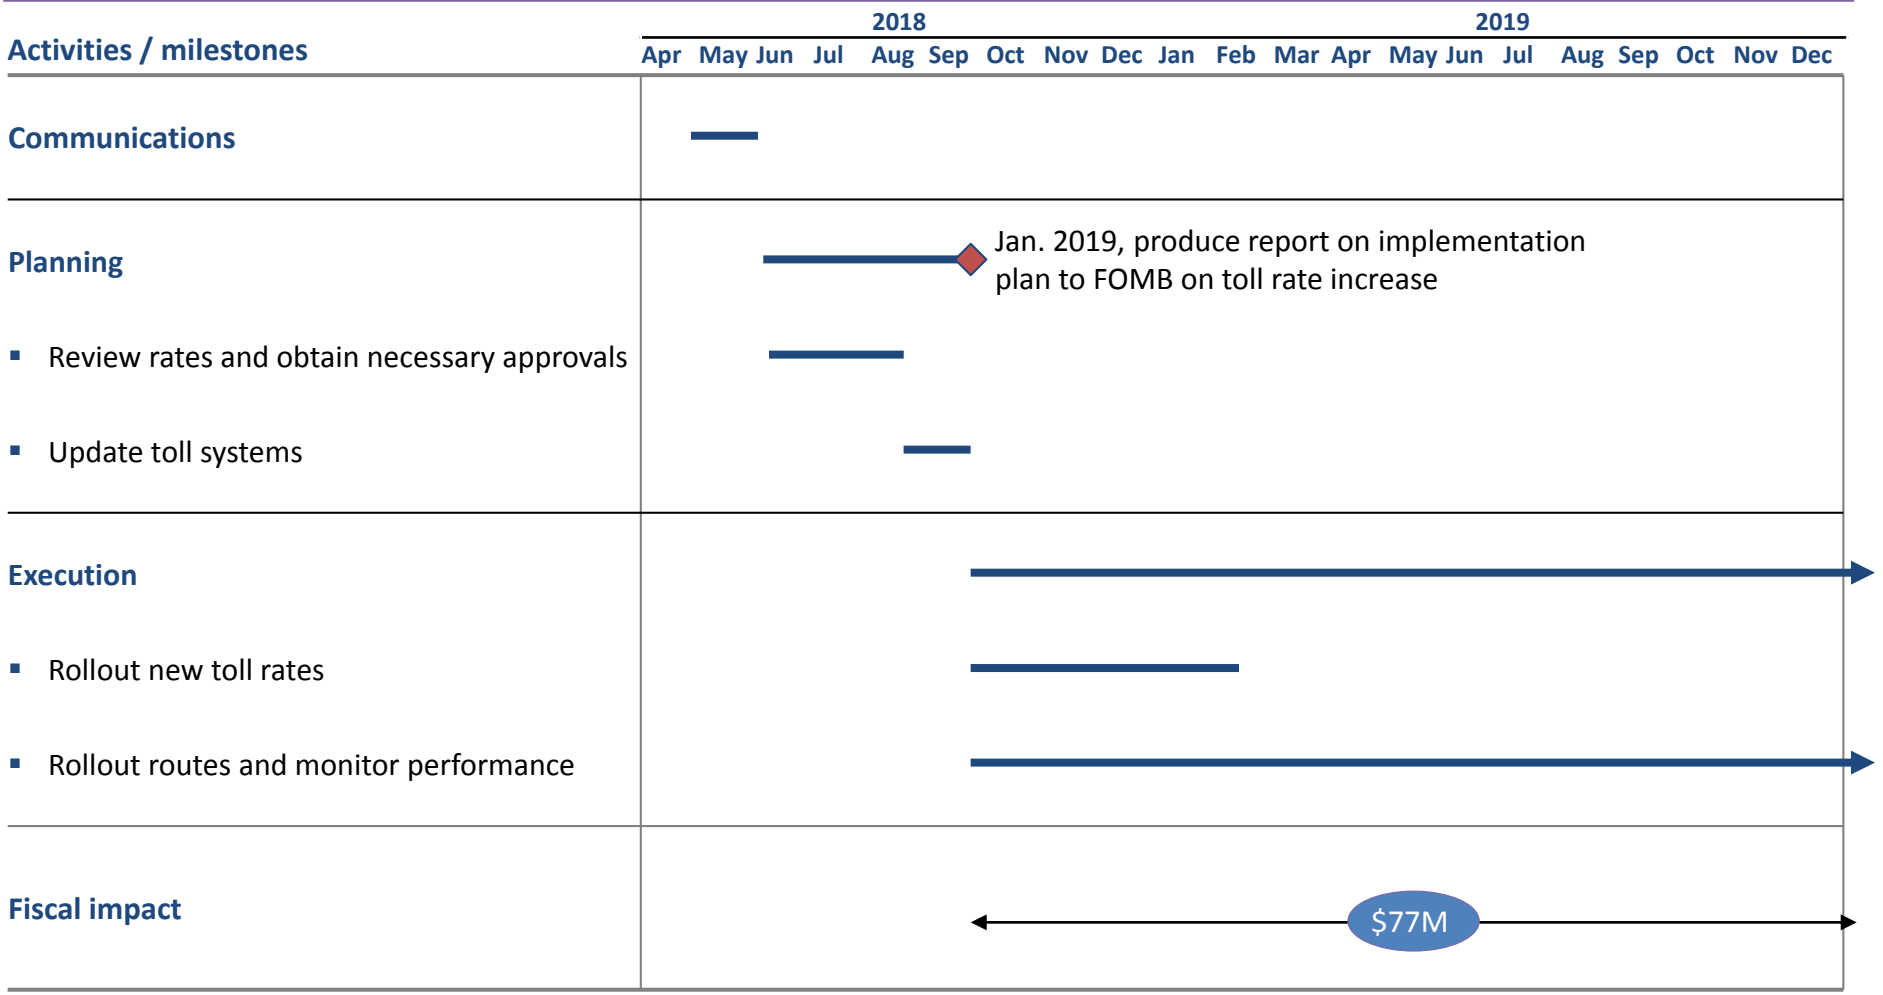 2018 2019
Activities / milestones Apr May Jun Jul Aug Sep Oct Nov Dec Jan Feb Mar Apr May Jun Jul Aug Sep Oct Nov Dec
Communications
Planning
Jan. 2019, produce report on implementation
plan to FOMB on toll rate increase
▪ Review rates and obtain necessary approvals
▪ Update toll systems
Execution
▪ Rollout new toll rates
▪ Rollout routes and monitor performance
Fiscal impact
$77M